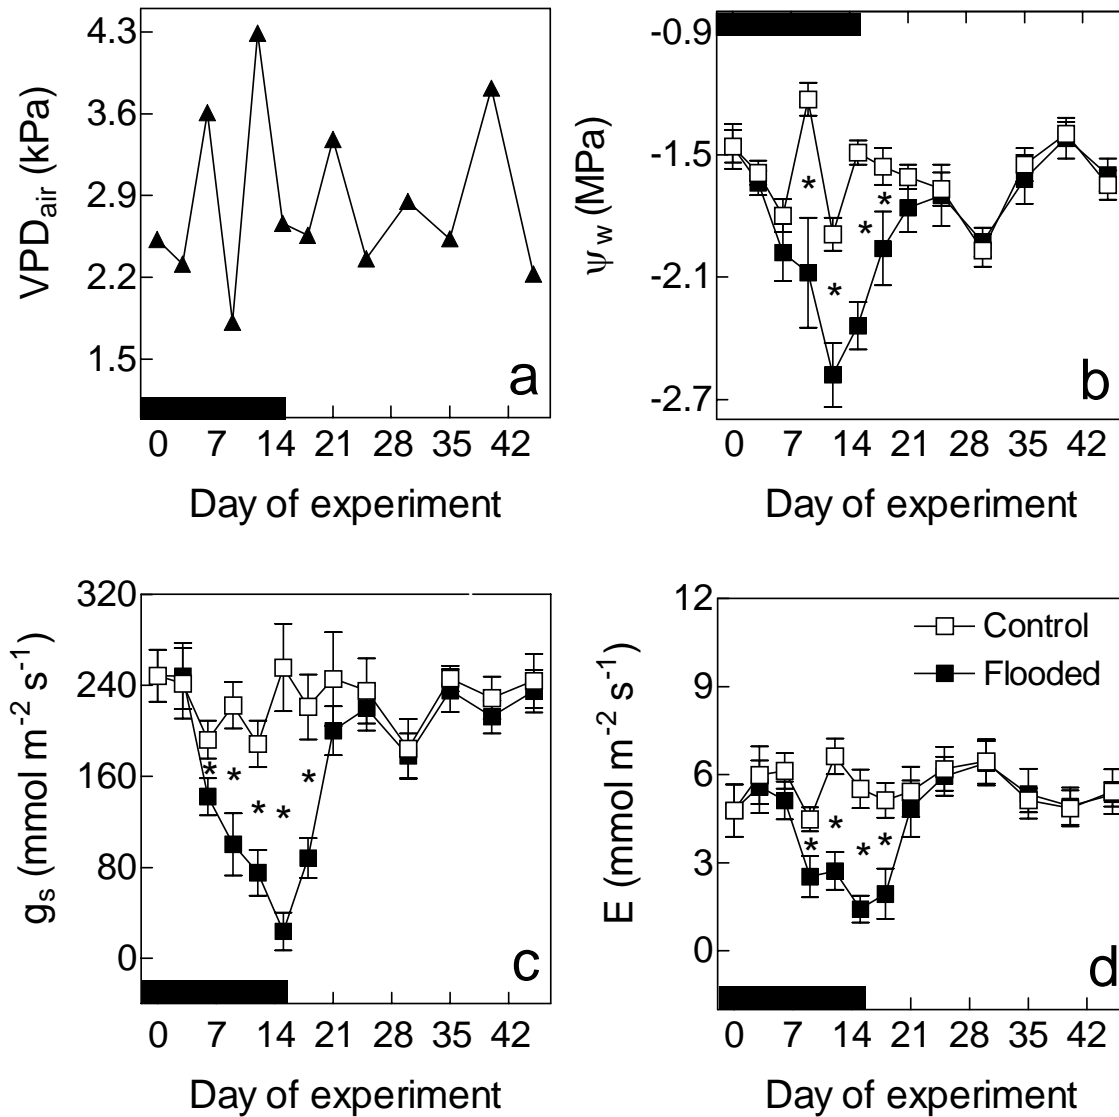 4.3
3.6
2.9
2.2
1.5
VPDair (kPa)
a
0 7 14 21 28 35 42
Day of experiment
-0.9
-1.5
-2.1
-2.7
ψw (MPa)
* * * *
b
0 7 14 21 28 35 42
Day of experiment
320
240
160
80
0
gs (mmol m-2 s-1)
* * * * *
c
0 7 14 21 28 35 42
Day of experiment
12
9
6
3
0
E (mmol m-2 s-1)
Control
Flooded
* * * *
d
0 7 14 21 28 35 42
Day of experiment